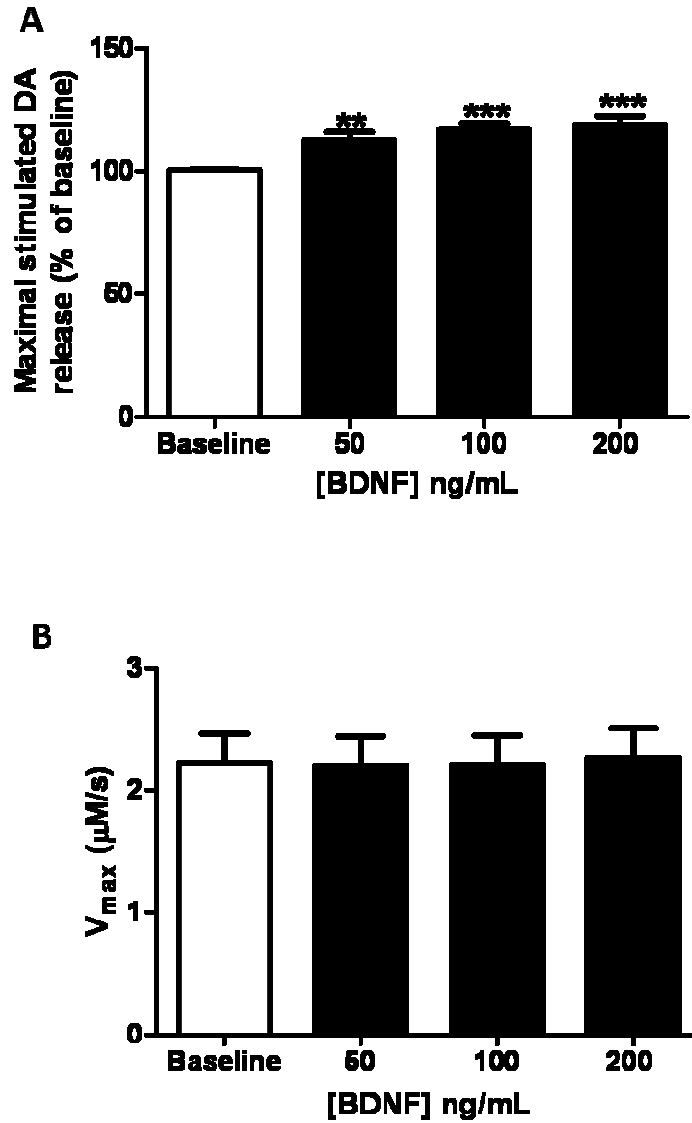 A
Maximal stimulated DA
release (% of baseline)
150
100
50
0
**
***
***
Baseline 50 100 200
[BDNF] ng/mL
B
Vmax (μM/s)
3
2
1
0
Baseline 50 100 200
[BDNF] ng/mL